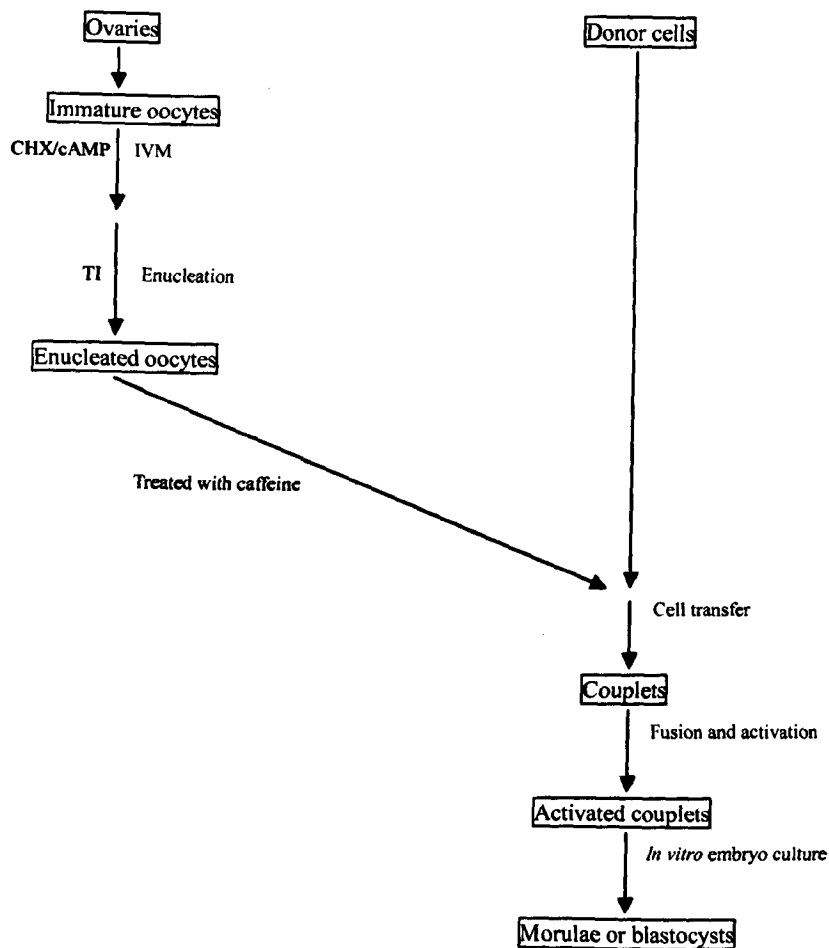 Ovaries
Donor cells
Immature oocytes
CHX/cAMP IVM
TI Enucleation
Enucleated oocytes
Treated with caffeine
Cell transfer
Couplets
Fusion and activation
Activated couplets
In vitro embryo culture
Morulae or blastocysts